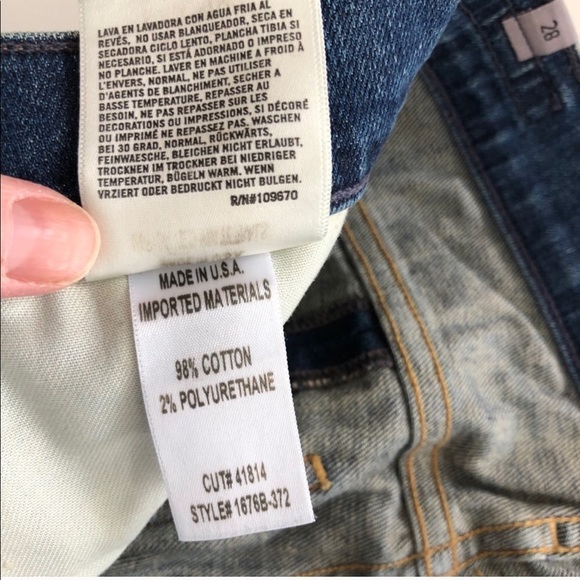 LAVA EN LAVADORA CON AGUA FRIA AL
REVÉS, NO USAR BLANQUEADOR, SECA EN
SECADORA CICLO LENTO, PLANCHA TIBIA SI
NECESARIO, SI ESTÁ ADORNADO O IMPRESO
NO PLANCHE. LAVER EN MACHINE A FROID À
L'ENVERS, NORMAL, NE PAS UTILISER
D'AGENTS DE BLANCHIMENT, SECHER A
BASSE TEMPERATURE, REPASSER AU
BESOIN, NE PAS REPASSER SUR LES
DECORATIONS OU IMPRESSIONS, SI DÉCORÉ
OU IMPRIMÉ NE REPASSEZ PAS. WASCHEN
BEI 30 GRAD, NORMAL, RÜCKWÄRTS,
FEINWAESCHE, BLEICHEN NICHT ERLAUBT,
TROCKNEN IM TROCKNER BEI NIEDRIGER
TEMPERATUR, BÜGELN WARM. WENN
VRZIERT ODER BEDRUCKT NICHT BULGEN.
R/N#109670
MADE IN U.S.A.
IMPORTED MATERIALS
98% COTTON
2% POLYURETHANE
CUT# 41814
STYLE# 1676B-372
28